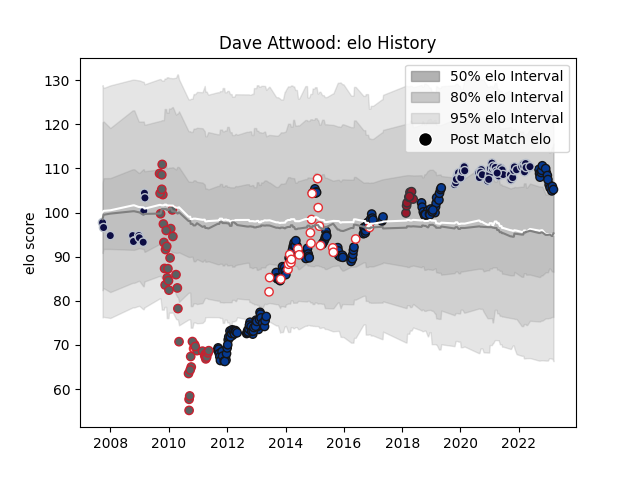 Dave Attwood: elo History
50% elo Interval
80% elo Interval
95% elo Interval
Post Match elo
elo score
130
120
110
100
90
80
70
60
2008 2010 2012 2014 2016 2018 2020 2022